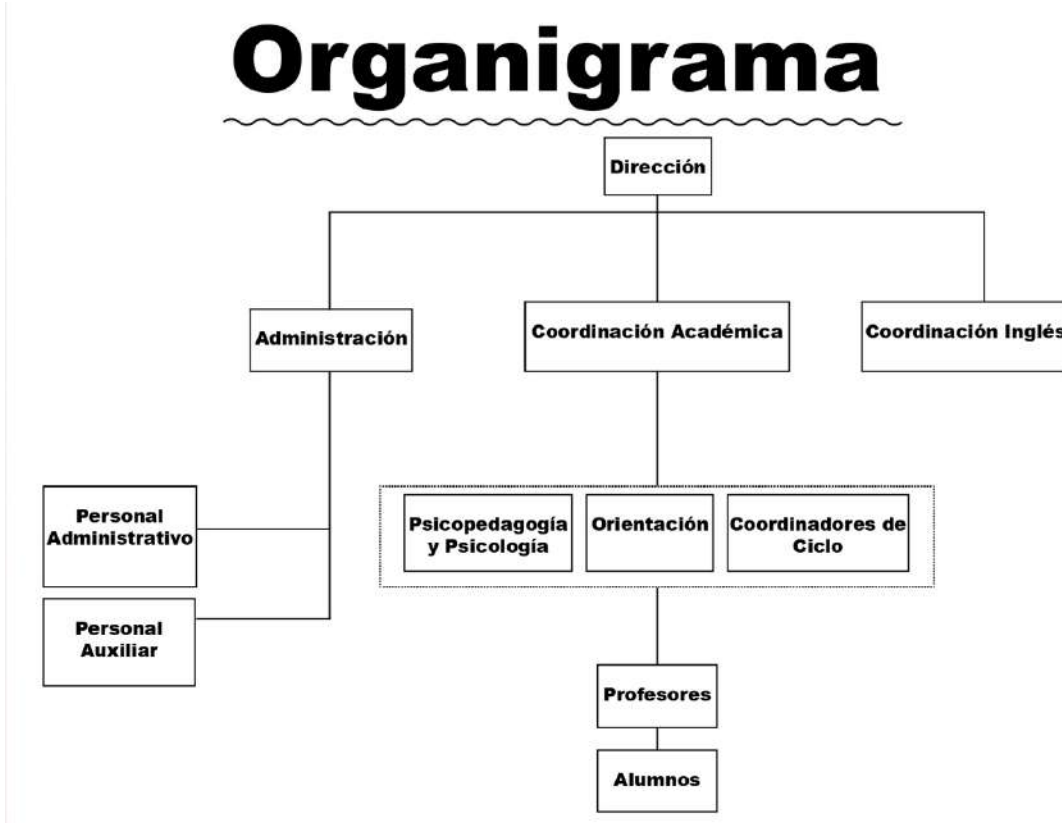 Organigrama
Dirección
Administración
Coordinación Académica
Coordinación Inglés
Personal
Administrativo
Psicopedagogía
y Psicología
Orientación
Coordinadores de
Ciclo
Personal
Auxiliar
Profesores
Alumnos